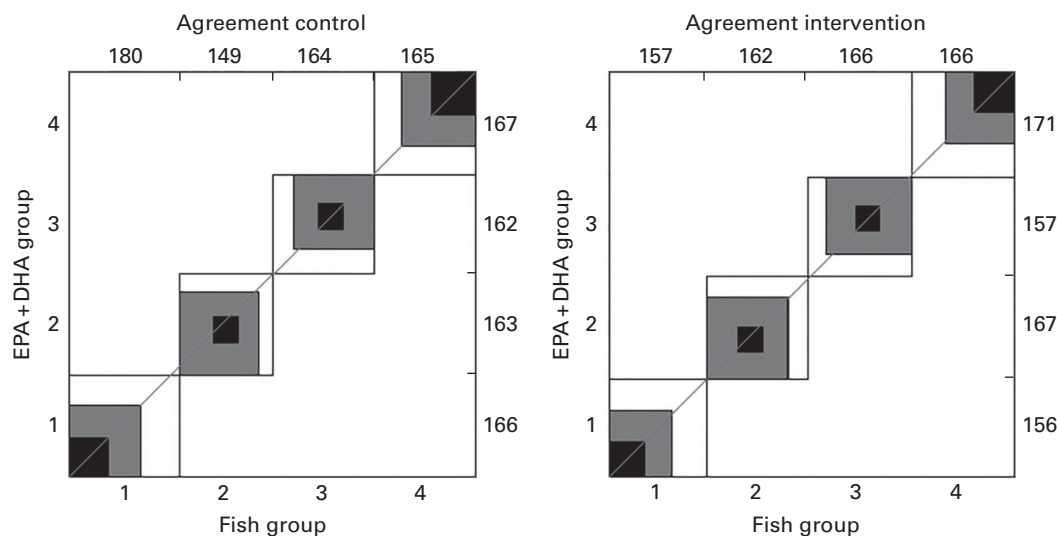 Agreement control
180 149 164 165
4 167
3 162
2 163
1 166
1 2 3 4
Fish group
EPA+DHA group
Agreement intervention
157 162 166 166
4 171
3 157
2 167
1 156
1 2 3 4
Fish group
EPA+DHA group